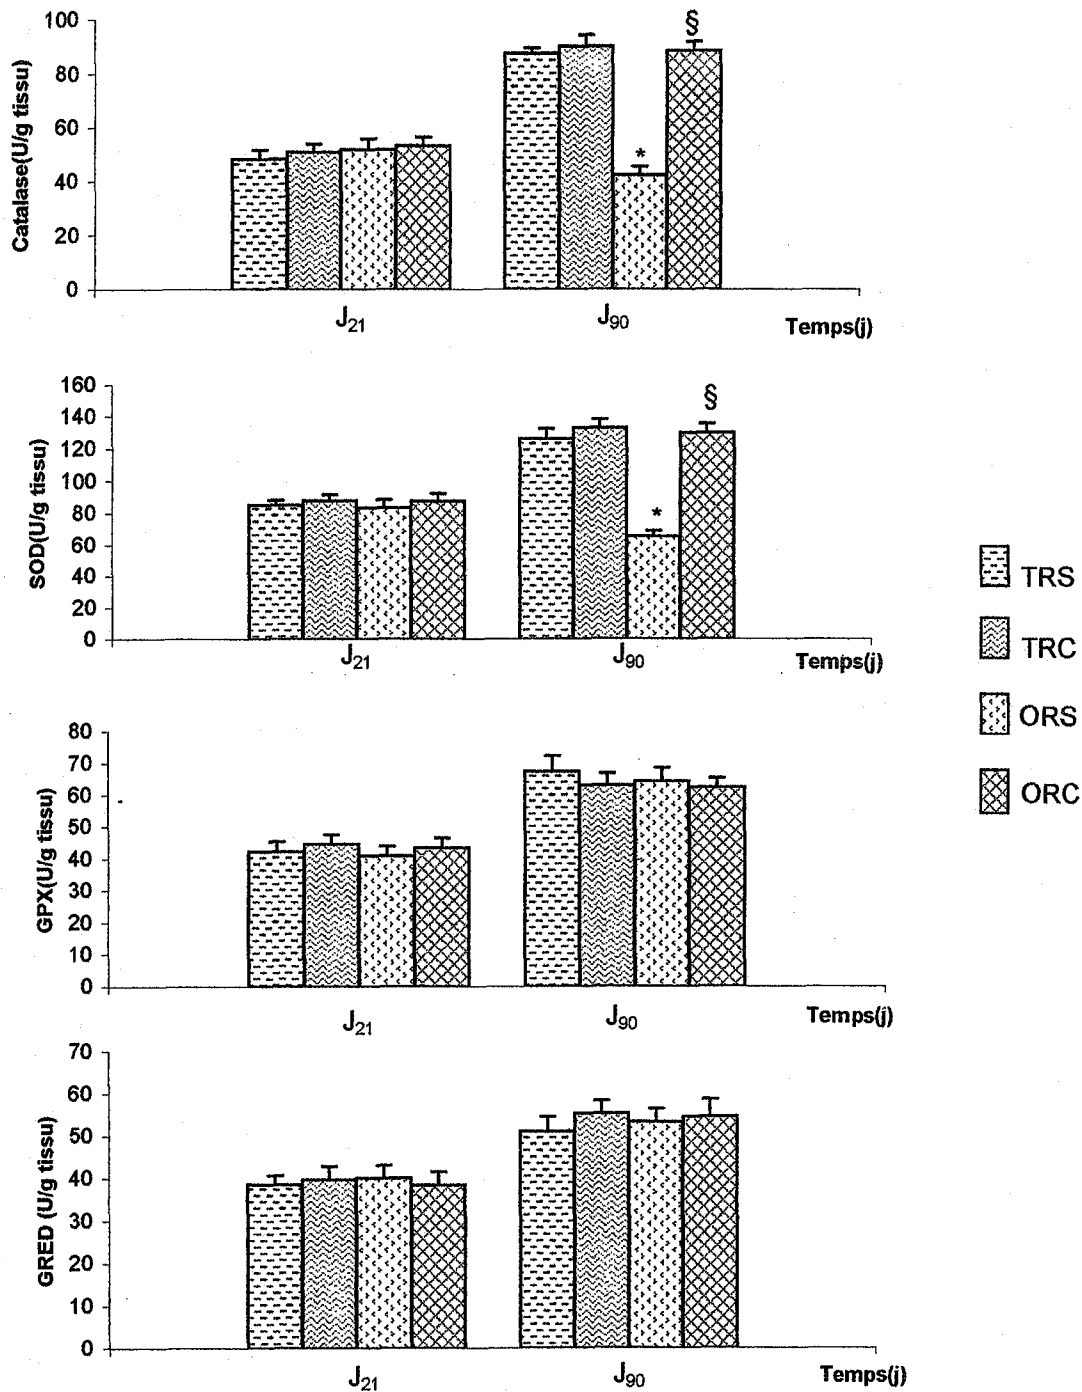 Catalase(U/g tissu)
100
80
60
40
20
0
*
§
J21
J90
Temps(j)
SOD(U/g tissu)
160
140
120
100
80
60
40
20
0
*
§
J21
J90
Temps(j)
GPX(U/g tissu)
80
70
60
50
40
30
20
10
0
J21
J90
Temps(j)
GRED (U/g tissu)
70
60
50
40
30
20
10
0
J21
J90
Temps(j)
TRS
TRC
ORS
ORC